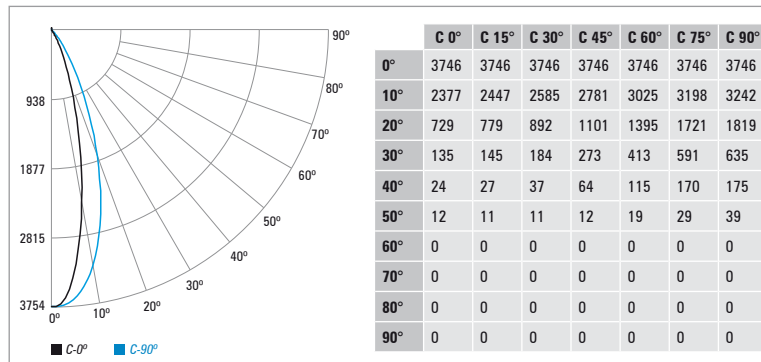 90º
80º
70º
60º
50º
40º
30º
20º
10º
0º
938
1877
2815
3754
C-0º C-90º
C 0° C 15° C 30° C 45° C 60° C 75° C 90°
0° 3746 3746 3746 3746 3746 3746 3746
10° 2377 2447 2585 2781 3025 3198 3242
20° 729 779 892 1101 1395 1721 1819
30° 135 145 184 273 413 591 635
40° 24 27 37 64 115 170 175
50° 12 11 11 12 19 29 39
60° 0 0 0 0 0 0 0
70° 0 0 0 0 0 0 0
80° 0 0 0 0 0 0 0
90° 0 0 0 0 0 0 0